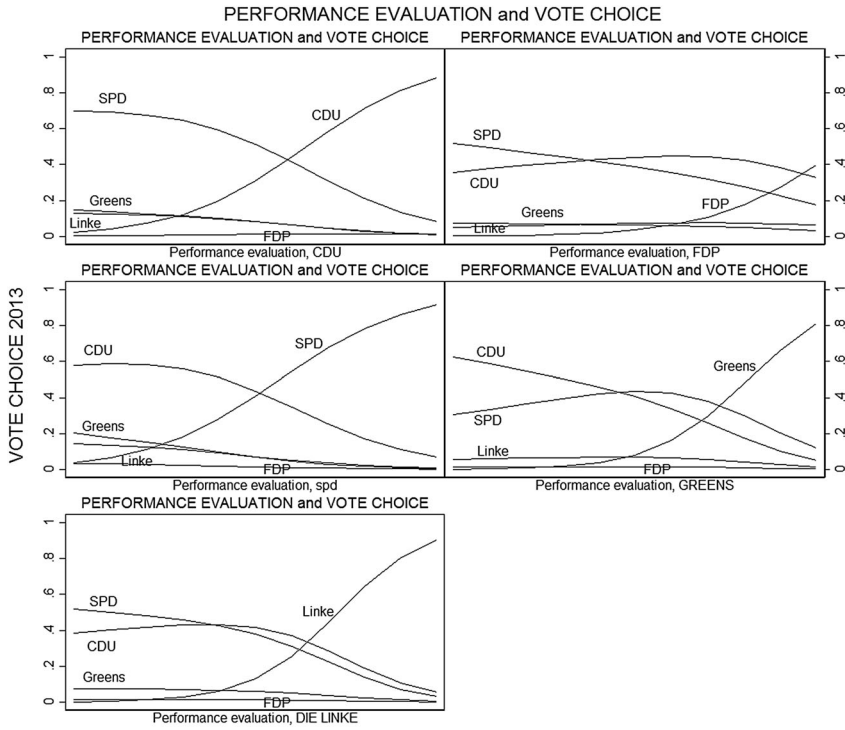 PERFORMANCE EVALUATION and VOTE CHOICE
PERFORMANCE EVALUATION and VOTE CHOICE
1
.8
.6
.4
.2
0
SPD
CDU
Greens
Linke
FDP
Performance evaluation, CDU
PERFORMANCE EVALUATION and VOTE CHOICE
SPD
CDU
Greens
FDP
Linke
1
.8
.6
.4
.2
0
Performance evaluation, FDP
VOTE CHOICE 2013
PERFORMANCE EVALUATION and VOTE CHOICE
1
.8
.6
.4
.2
0
CDU
SPD
Greens
Linke
FDP
Performance evaluation, spd
PERFORMANCE EVALUATION and VOTE CHOICE
CDU
Greens
SPD
Linke
FDP
1
.8
.6
.4
.2
0
Performance evaluation, GREENS
PERFORMANCE EVALUATION and VOTE CHOICE
1
.8
.6
.4
.2
0
SPD
Linke
CDU
Greens
FDP
Performance evaluation, DIE LINKE